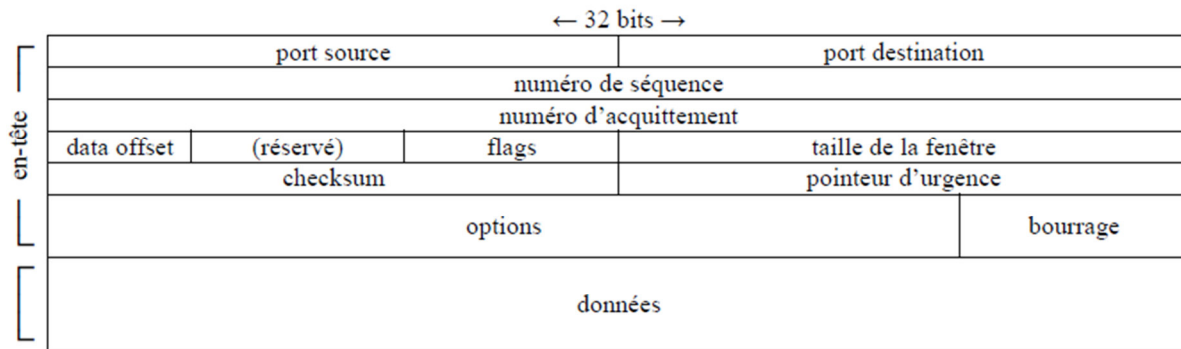 ← 32 bits →
en-tête
port source port destination
numéro de séquence
numéro d’acquittement
data offset (réservé) flags taille de la fenêtre
checksum pointeur d’urgence
options bourrage
données